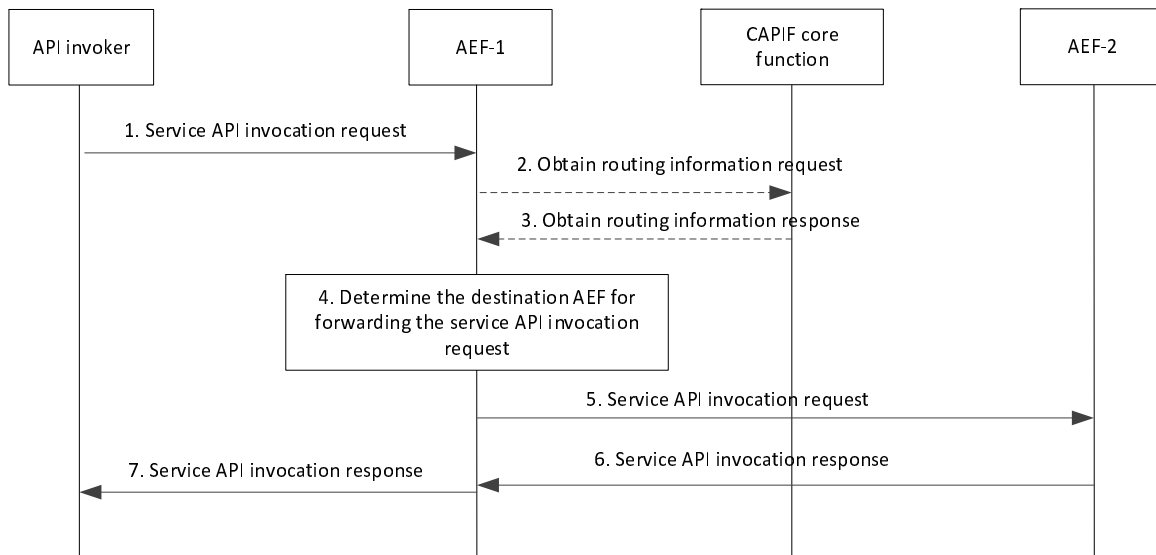 API invoker
AEF-1
CAPIF core
function
AEF-2
1. Service API invocation request
2. Obtain routing information request
3. Obtain routing information response
4. Determine the destination AEF for
forwarding the service API invocation
request
5. Service API invocation request
6. Service API invocation response
7. Service API invocation response